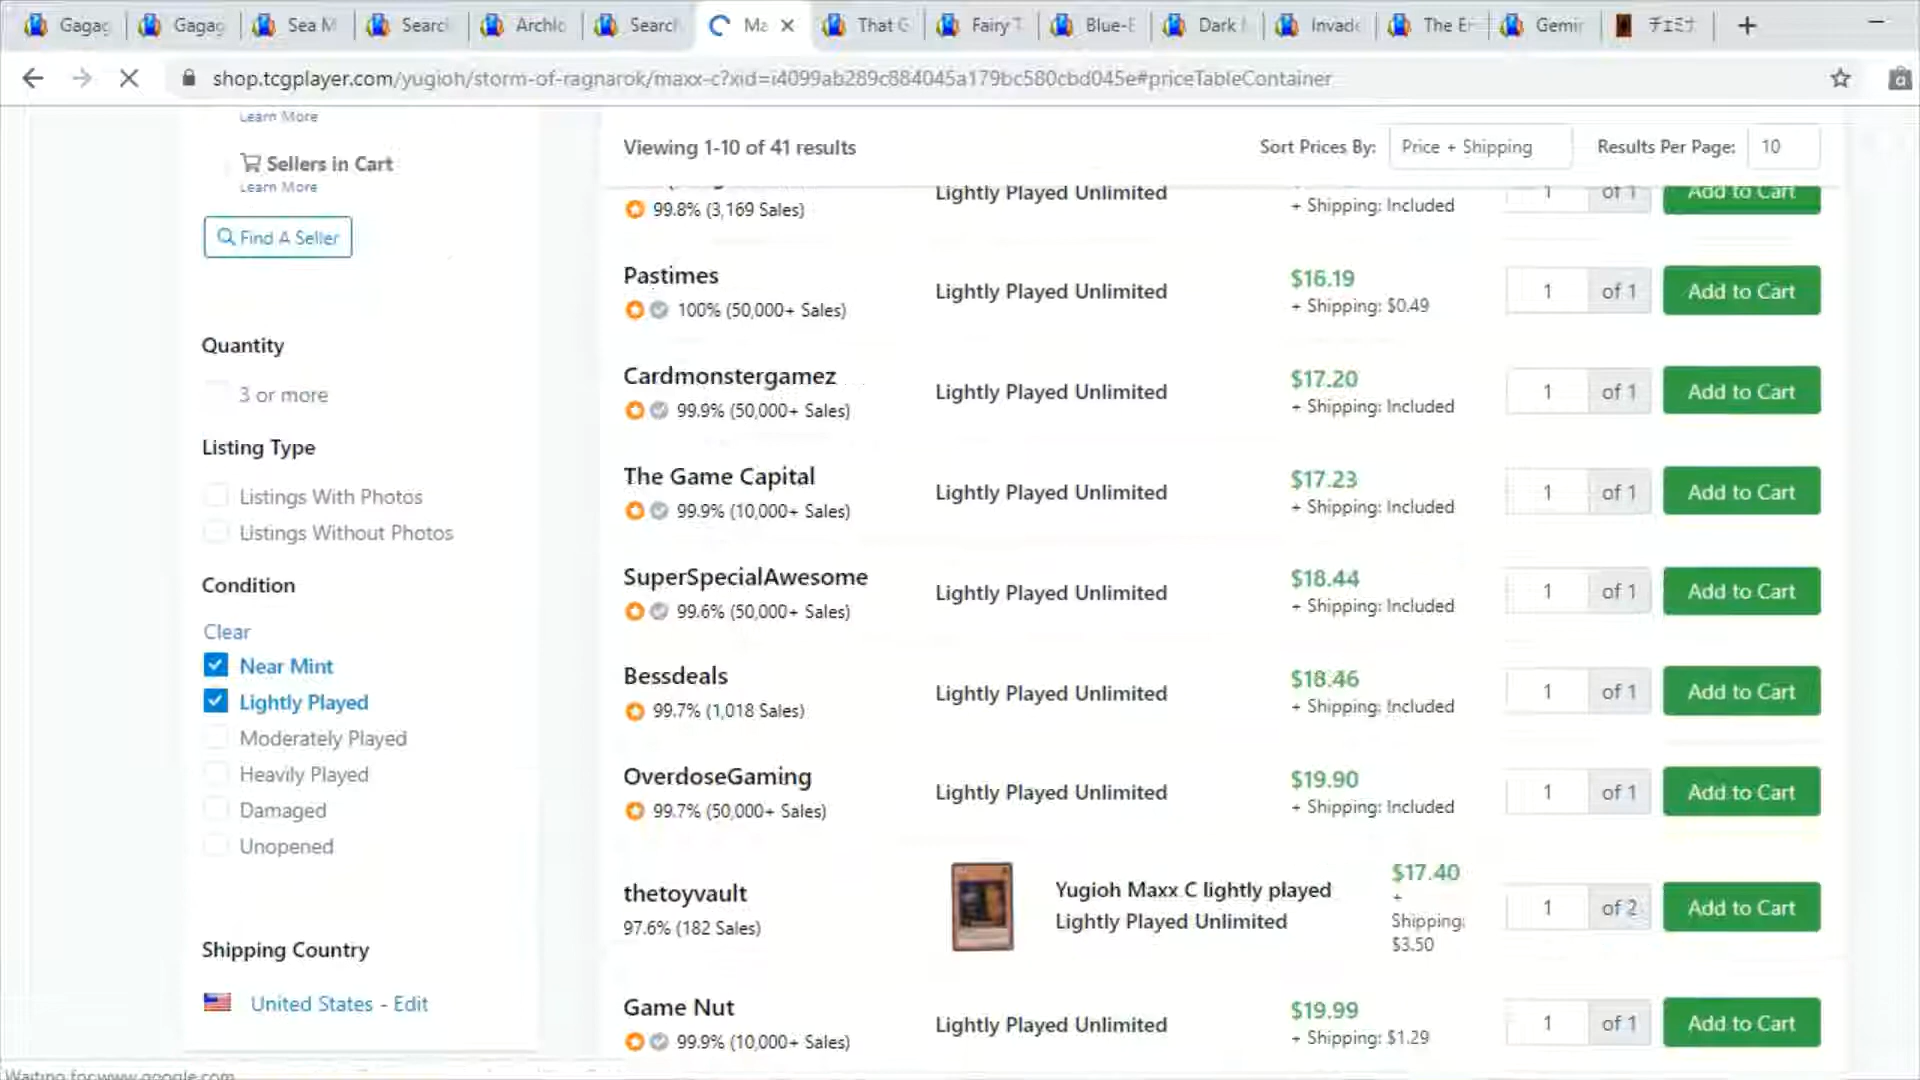 Gagag
Gagag
Sea M
Search
Archlo
Search
Ma
That G
Fairy T
Blue-E
Dark
Invade
The E
Gemir
チェミナ
shop.tcgplayer.com/yugioh/storm-of-ragnarok/maxx-c?xid=i4099ab289c884045a179bc580cbd045e#priceTableContainer
Learn More
Sellers in Cart
Learn More
Find A Seller
Quantity
3 or more
Listing Type
Listings With Photos
Listings Without Photos
Condition
Clear
Near Mint
Lightly Played
Moderately Played
Heavily Played
Damaged
Unopened
Shipping Country
United States - Edit
Viewing 1-10 of 41 results
Sort Prices By:
Price + Shipping
Results Per Page:
10
99.8% (3,169 Sales)
Lightly Played Unlimited
+ Shipping: Included
1
of 1
Add to Cart
Pastimes
100% (50,000+ Sales)
Lightly Played Unlimited
$16.19
+ Shipping: $0.49
1
of 1
Add to Cart
Cardmonstergamez
99.9% (50,000+ Sales)
Lightly Played Unlimited
$17.20
+ Shipping: Included
1
of 1
Add to Cart
The Game Capital
99.9% (10,000+ Sales)
Lightly Played Unlimited
$17.23
+ Shipping: Included
1
of 1
Add to Cart
SuperSpecialAwesome
99.6% (50,000+ Sales)
Lightly Played Unlimited
$18.44
+ Shipping: Included
1
of 1
Add to Cart
Bessdeals
99.7% (1,018 Sales)
Lightly Played Unlimited
$18.46
+ Shipping: Included
1
of 1
Add to Cart
OverdoseGaming
99.7% (50,000+ Sales)
Lightly Played Unlimited
$19.90
+ Shipping: Included
1
of 1
Add to Cart
thetoyvault
97.6% (182 Sales)
Yugioh Maxx C lightly played
Lightly Played Unlimited
$17.40
+
Shipping:
$3.50
1
of 2
Add to Cart
Game Nut
99.9% (10,000+ Sales)
Lightly Played Unlimited
$19.99
+ Shipping: $1.29
1
of 1
Add to Cart
Waiting for www.google.com